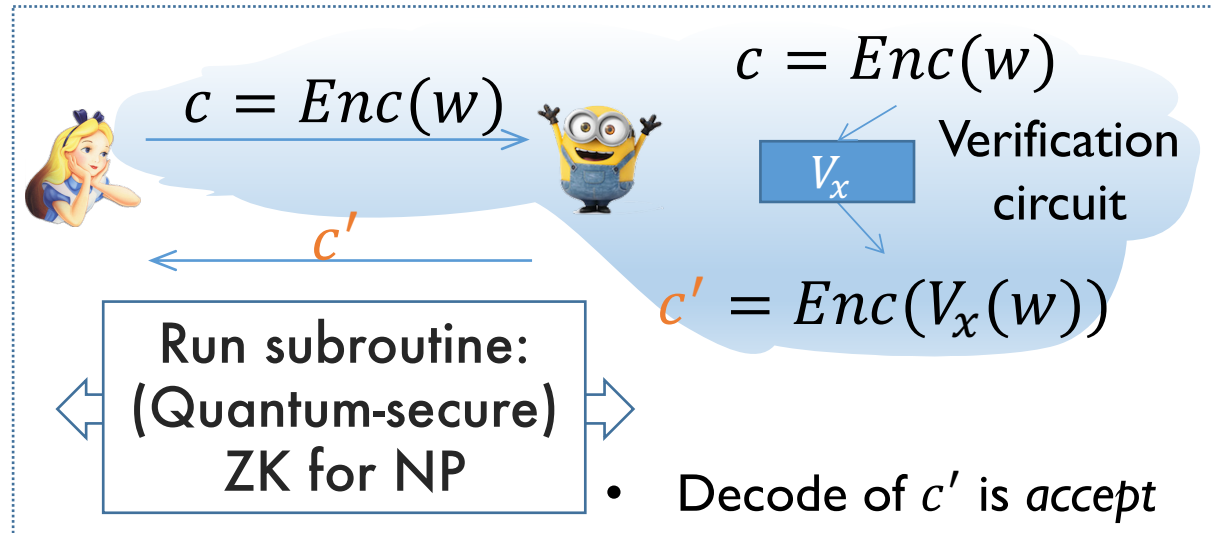 c = Enc(w)
c = Enc(w)
V_x
Verification
circuit
c′
c′ = Enc(V_x(w))
Run subroutine:
(Quantum-secure)
ZK for NP
• Decode of c′ is accept